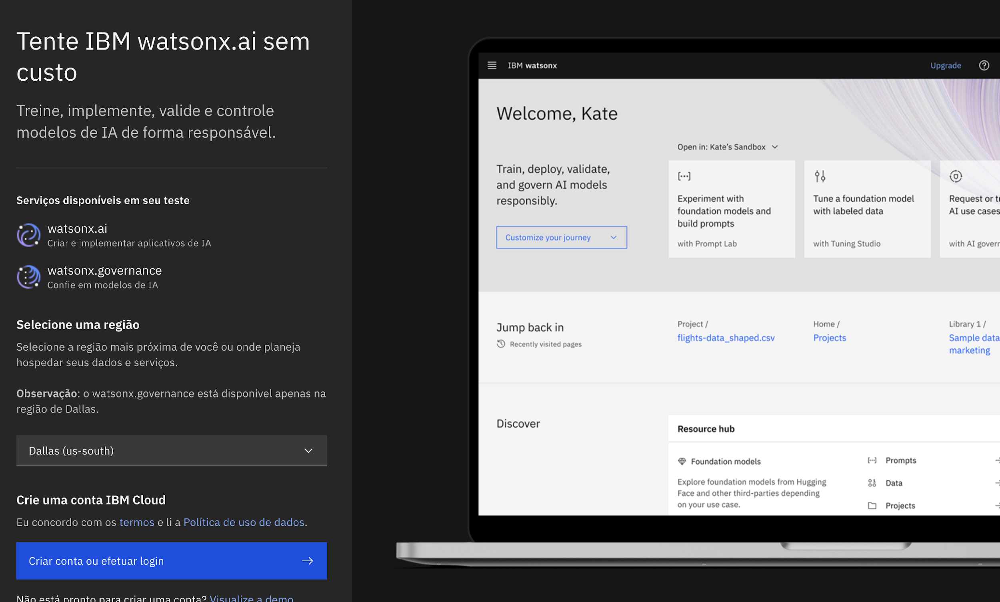 Tente IBM watsonx.ai sem
custo
Treine, implemente, valide e controle
modelos de IA de forma responsável.
Serviços disponíveis em seu teste
watsonx.ai
Criar e implementar aplicativos de IA
watsonx.governance
Confie em modelos de IA
Selecione uma região
Selecione a região mais próxima de você ou onde planeja
hospedar seus dados e serviços.
Observação: o watsonx.governance está disponível apenas na
região de Dallas.
Dallas (us-south)
Crie uma conta IBM Cloud
Eu concordo com os termos e li a Política de uso de dados.
Criar conta ou efetuar login
Não está pronto para criar uma conta? Visualize a demo
IBM watsonx
Upgrade
Welcome, Kate
Train, deploy, validate,
and govern AI models
responsibly.
Customize your journey
Open in: Kate's Sandbox
Experiment with
foundation models and
build prompts
with Prompt Lab
Tune a foundation model
with labeled data
with Tuning Studio
Request or
AI use cases
with AI
Jump back in
Recently visited pages
Project /
flights-data_shaped.csv
Home /
Projects
Library 1 /
Sample data
marketing
Discover
Resource hub
Foundation models
Explore foundation models from Hugging
Face and other third-parties depending
on your use case.
Prompts
Data
Projects